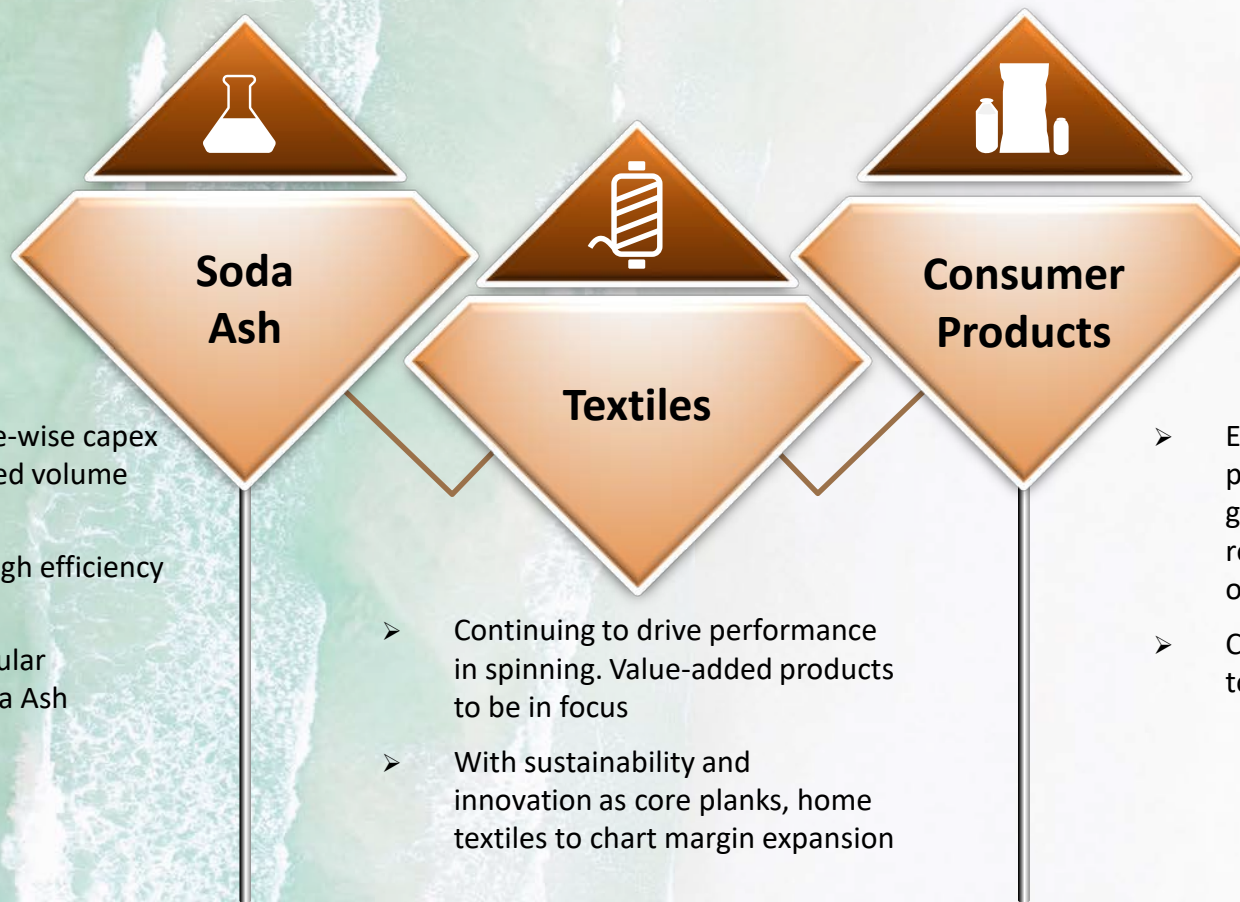 Soda
Ash
Textiles
Consumer
Products
e-wise capex
ed volume
gh efficiency
ular
a Ash
➢ Continuing to drive performance
in spinning. Value-added products
to be in focus
➢ With sustainability and
innovation as core planks, home
textiles to chart margin expansion
➢ E
p
g
r
o
➢ C
t